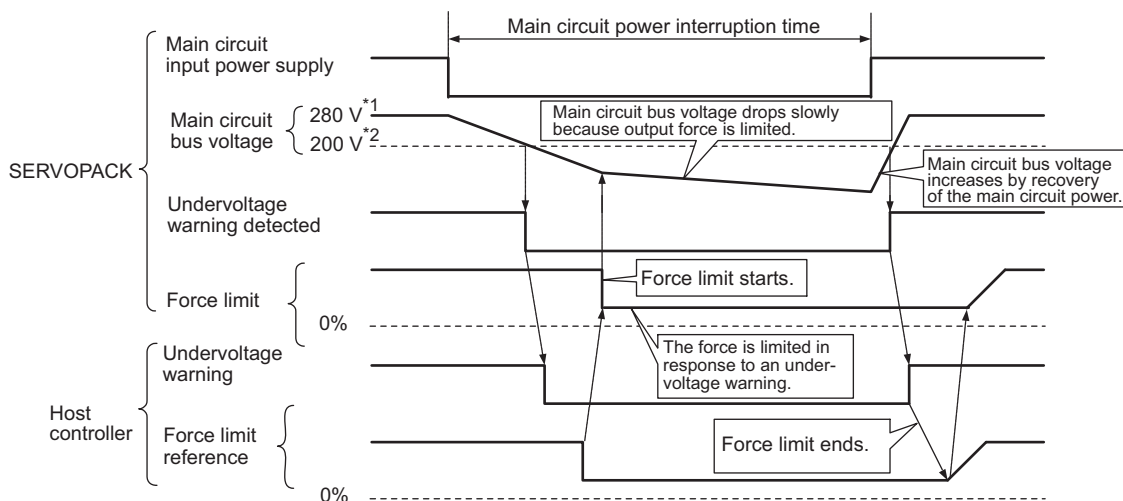 Main circuit power interruption time
Main circuit
input power supply
Main circuit
bus voltage
280 V*1
200 V*2
Main circuit bus voltage drops slowly
because output force is limited.
SERVOPACK
Main circuit bus voltage
increases by recovery
of the main circuit power.
Undervoltage
warning detected
Force limit
Force limit starts.
0%
The force is limited in
response to an under-
voltage warning.
Undervoltage
warning
Host
controller
Force limit
reference
Force limit ends.
0%